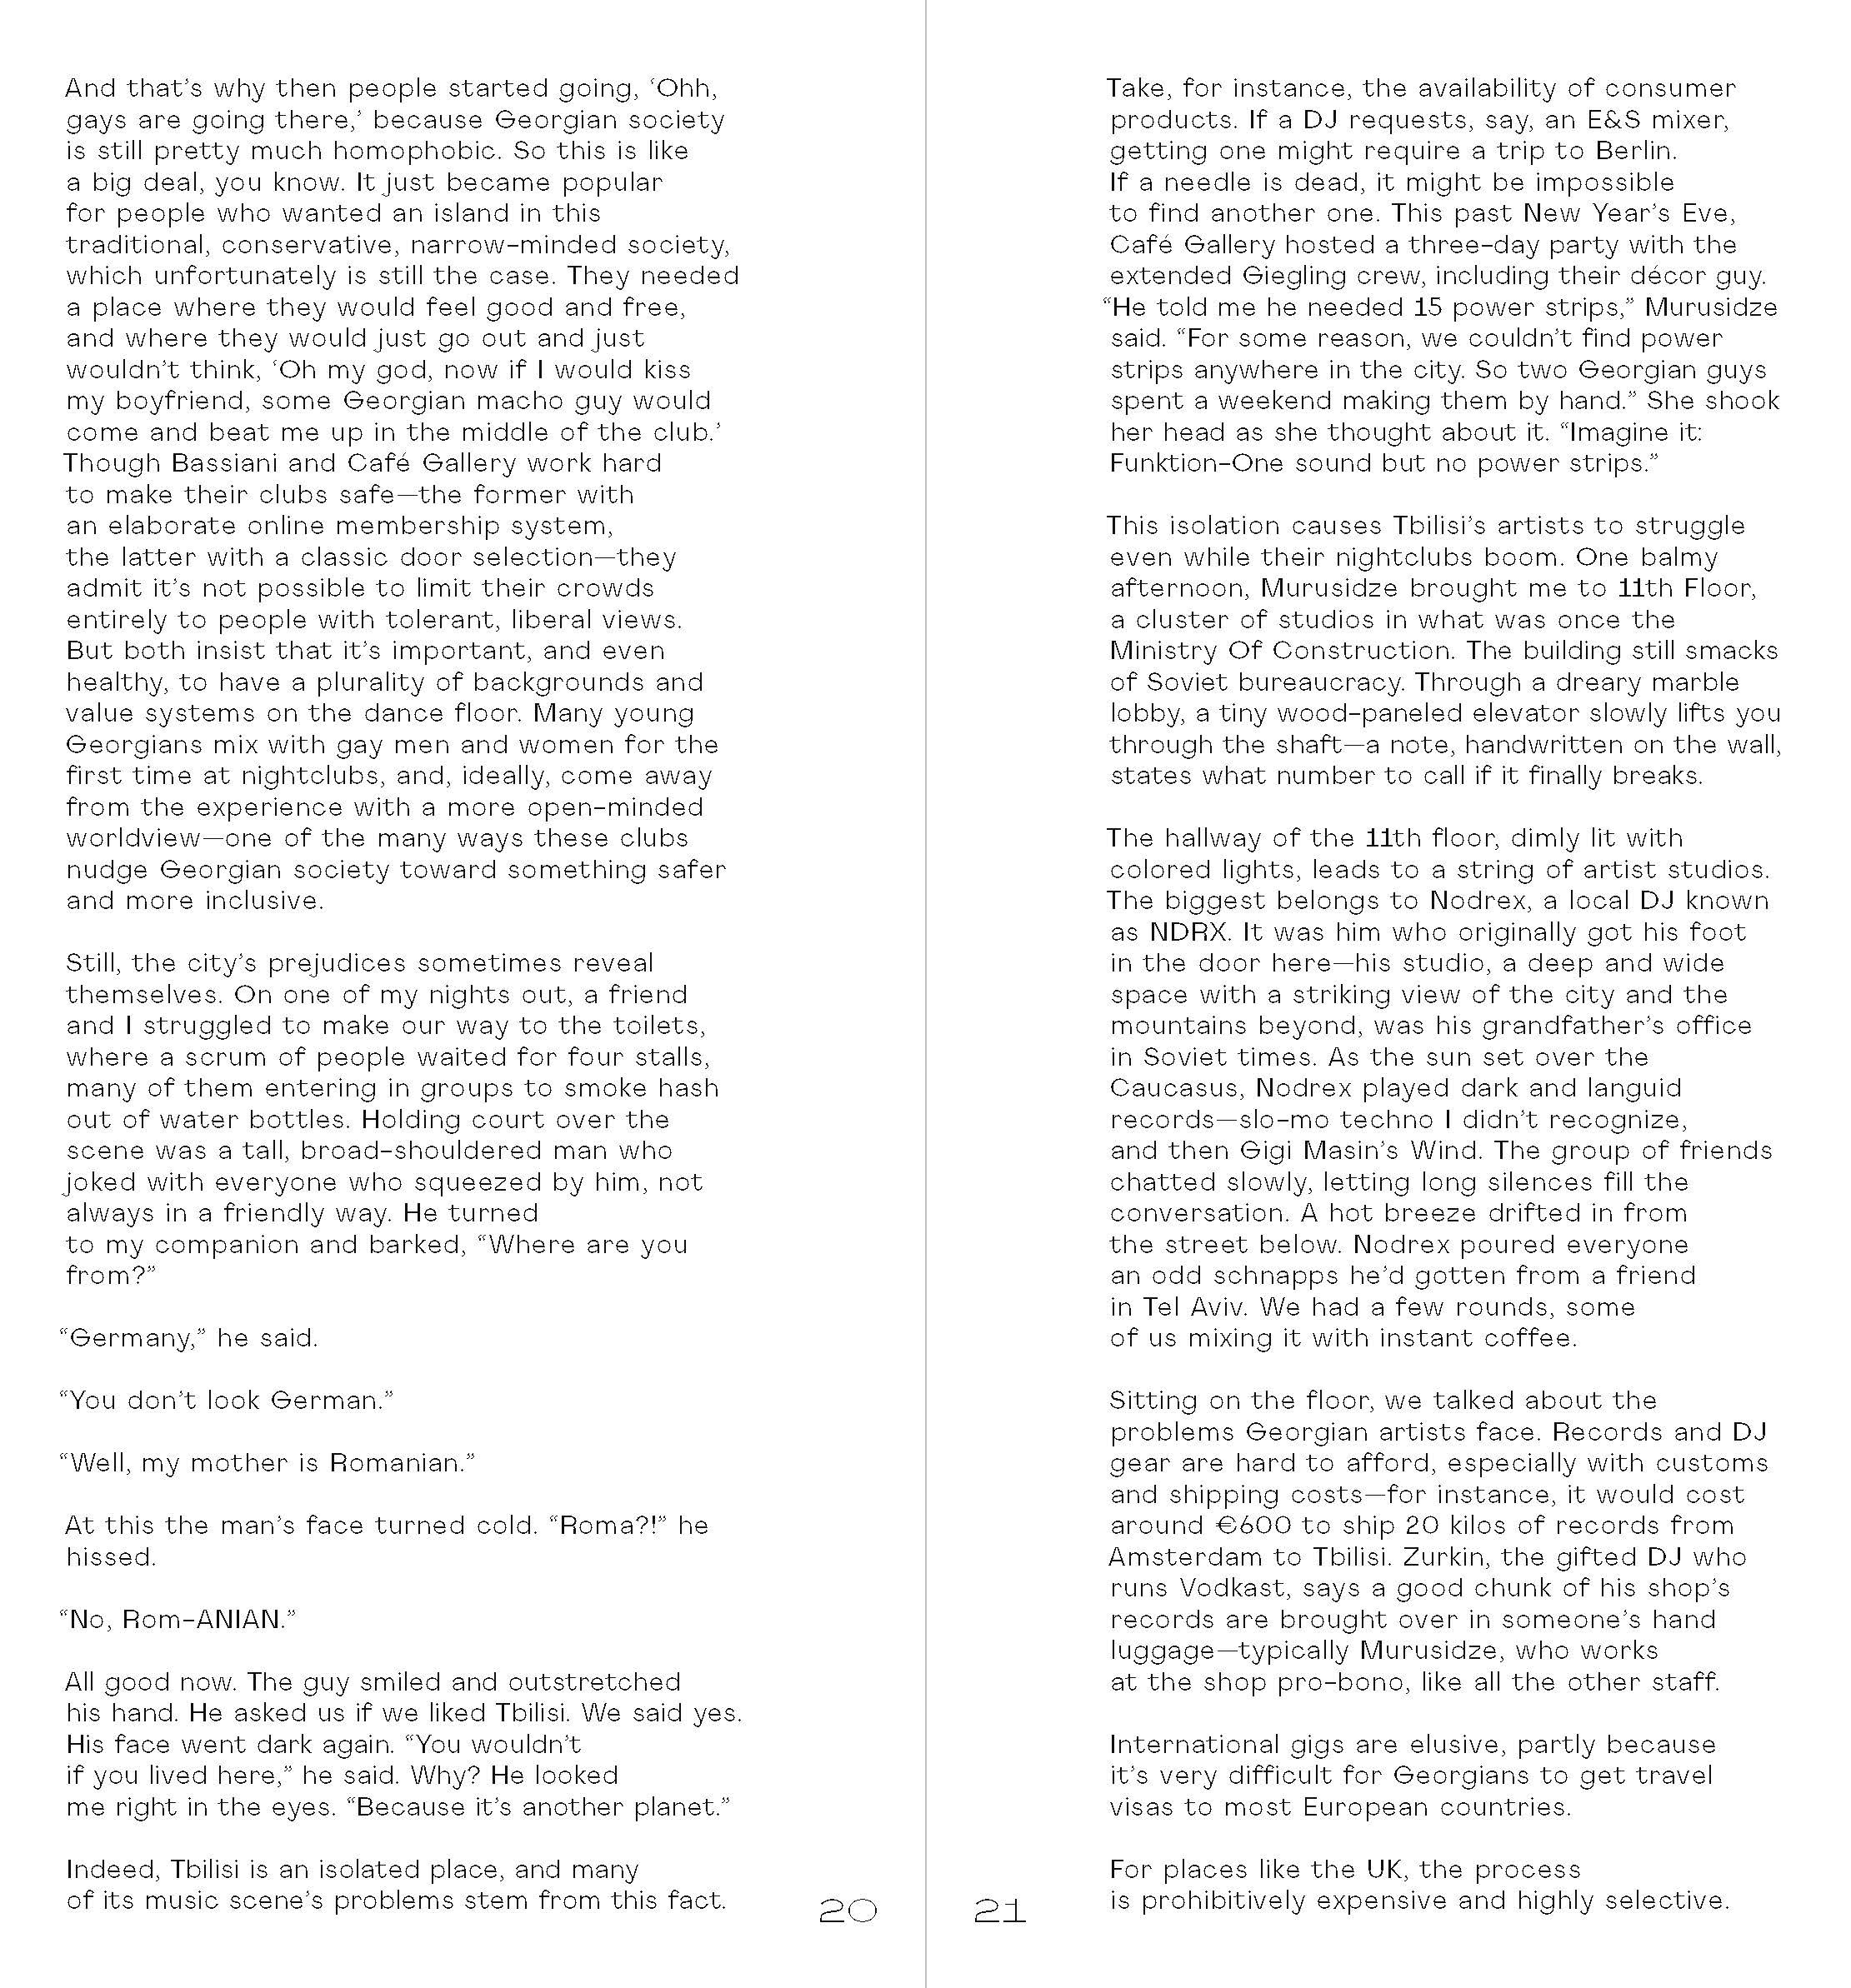 And that’s why then people started going, ‘Ohh,
gays are going there,’ because Georgian society
is still pretty much homophobic. So this is like
a big deal, you know. It just became popular
for people who wanted an island in this
traditional, conservative, narrow-minded society,
which unfortunately is still the case. They needed
a place where they would feel good and free,
and where they would just go out and just
wouldn’t think, ‘Oh my god, now if I would kiss
my boyfriend, some Georgian macho guy would
come and beat me up in the middle of the club.’
Though Bassiani and Café Gallery work hard
to make their clubs safe—the former with
an elaborate online membership system,
the latter with a classic door selection—they
admit it’s not possible to limit their crowds
entirely to people with tolerant, liberal views.
But both insist that it’s important, and even
healthy, to have a plurality of backgrounds and
value systems on the dance floor. Many young
Georgians mix with gay men and women for the
first time at nightclubs, and, ideally, come away
from the experience with a more open-minded
worldview—one of the many ways these clubs
nudge Georgian society toward something safer
and more inclusive.

Still, the city’s prejudices sometimes reveal
themselves. On one of my nights out, a friend
and I struggled to make our way to the toilets,
where a scrum of people waited for four stalls,
many of them entering in groups to smoke hash
out of water bottles. Holding court over the
scene was a tall, broad-shouldered man who
joked with everyone who squeezed by him, not
always in a friendly way. He turned
to my companion and barked, “Where are you
from?”

“Germany,” he said.

“You don’t look German.”

“Well, my mother is Romanian.”

At this the man’s face turned cold. “Roma?!” he
hissed.

“No, Rom-ANIAN.”

All good now. The guy smiled and outstretched
his hand. He asked us if we liked Tbilisi. We said yes.
His face went dark again. “You wouldn’t
if you lived here,” he said. Why? He looked
me right in the eyes. “Because it’s another planet.”

Indeed, Tbilisi is an isolated place, and many
of its music scene’s problems stem from this fact.
20

Take, for instance, the availability of consumer
products. If a DJ requests, say, an E&S mixer,
getting one might require a trip to Berlin.
If a needle is dead, it might be impossible
to find another one. This past New Year’s Eve,
Café Gallery hosted a three-day party with the
extended Giegling crew, including their décor guy.
“He told me he needed 15 power strips,” Murusidze
said. “For some reason, we couldn’t find power
strips anywhere in the city. So two Georgian guys
spent a weekend making them by hand.” She shook
her head as she thought about it. “Imagine it:
Funktion-One sound but no power strips.”

This isolation causes Tbilisi’s artists to struggle
even while their nightclubs boom. One balmy
afternoon, Murusidze brought me to 11th Floor,
a cluster of studios in what was once the
Ministry Of Construction. The building still smacks
of Soviet bureaucracy. Through a dreary marble
lobby, a tiny wood-paneled elevator slowly lifts you
through the shaft—a note, handwritten on the wall,
states what number to call if it finally breaks.

The hallway of the 11th floor, dimly lit with
colored lights, leads to a string of artist studios.
The biggest belongs to Nodrex, a local DJ known
as NDRX. It was him who originally got his foot
in the door here—his studio, a deep and wide
space with a striking view of the city and the
mountains beyond, was his grandfather’s office
in Soviet times. As the sun set over the
Caucasus, Nodrex played dark and languid
records—slo-mo techno I didn’t recognize,
and then Gigi Masin’s Wind. The group of friends
chatted slowly, letting long silences fill the
conversation. A hot breeze drifted in from
the street below. Nodrex poured everyone
an odd schnapps he’d gotten from a friend
in Tel Aviv. We had a few rounds, some
of us mixing it with instant coffee.

Sitting on the floor, we talked about the
problems Georgian artists face. Records and DJ
gear are hard to afford, especially with customs
and shipping costs—for instance, it would cost
around €600 to ship 20 kilos of records from
Amsterdam to Tbilisi. Zurkin, the gifted DJ who
runs Vodkast, says a good chunk of his shop’s
records are brought over in someone’s hand
luggage—typically Murusidze, who works
at the shop pro-bono, like all the other staff.

International gigs are elusive, partly because
it’s very difficult for Georgians to get travel
visas to most European countries.

For places like the UK, the process
is prohibitively expensive and highly selective.
21